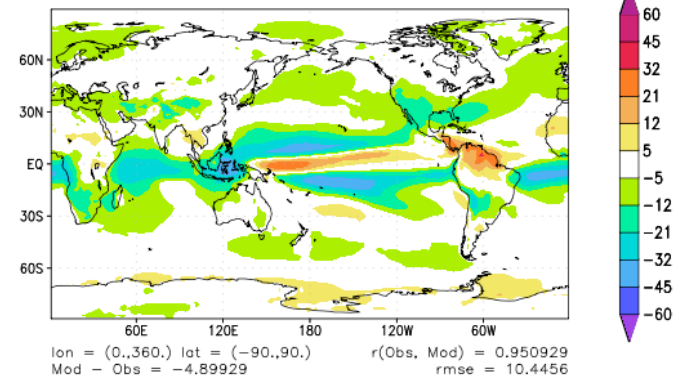 60N
30N
EQ
30S
60S
60E 120E 180 120W 60W
60
45
32
21
12
5
−5
−12
−21
−32
−45
−60
lon = (0.,360.) lat = (−90.,90.) r(Obs, Mod) = 0.950929
Mod − Obs = −4.89929 rmse = 10.4456